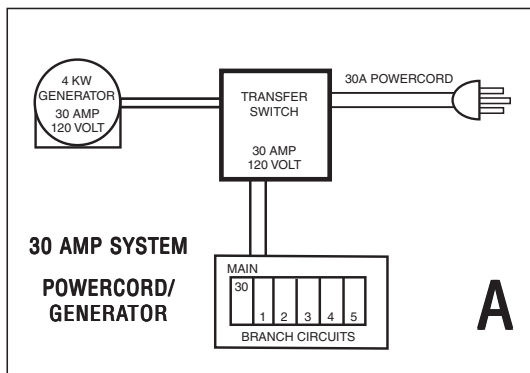 4 KW
GENERATOR
30 AMP
120 VOLT
TRANSFER
SWITCH
30 AMP
120 VOLT
30A POWERCORD
30 AMP SYSTEM
POWERCORD/
GENERATOR
MAIN
30
1 2 3 4 5
BRANCH CIRCUITS
A